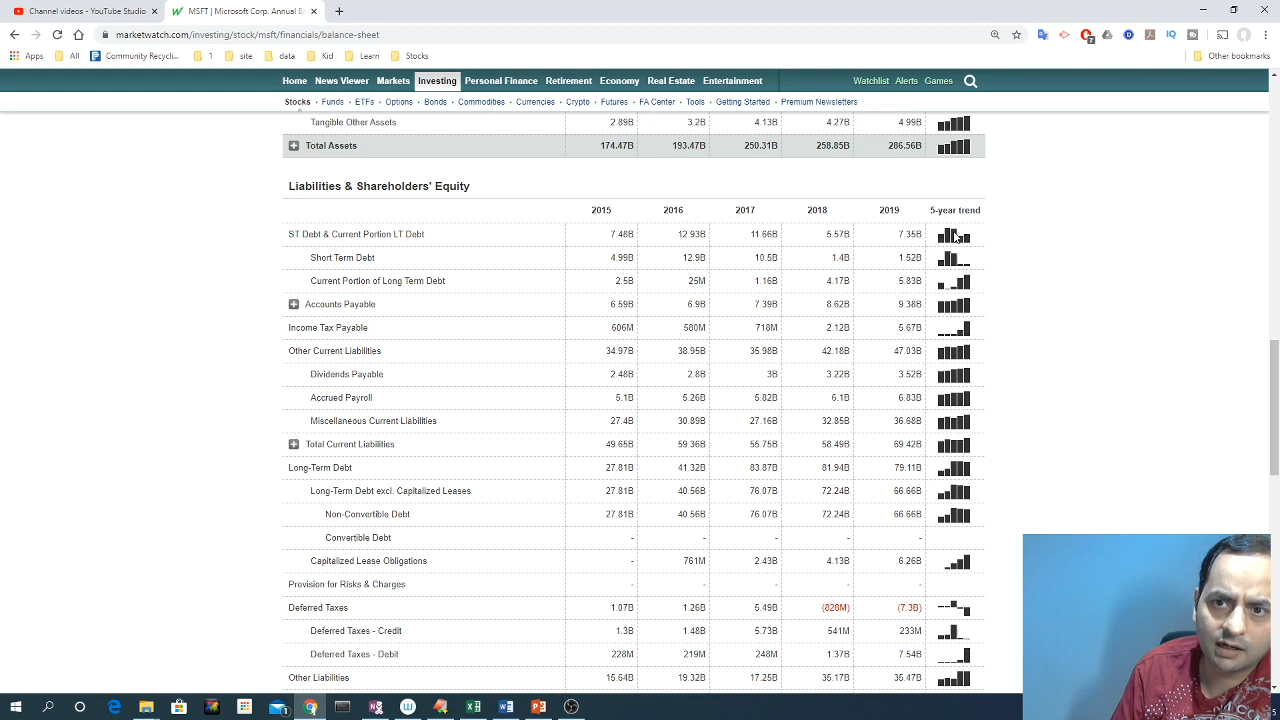 Channel videos - YouTube Studio
MSFT | Microsoft Corp. Annual Ba
marketwatch.com/investing/stock/msft/financials/balance-sheet
Apps All Community Recycli... 1 site data Kid Learn Stocks Other bookmarks
Home News Viewer Markets Investing Personal Finance Retirement Economy Real Estate Entertainment Watchlist Alerts Games
Stocks · Funds · ETFs · Options · Bonds · Commodities · Currencies · Crypto · Futures · FA Center · Tools · Getting Started · Premium Newsletters
Tangible Other Assets 2.89B 3.2B 4.13B 4.27B 4.99B
Total Assets 174.47B 193.47B 250.31B 258.85B 286.56B
Liabilities & Shareholders' Equity
2015 2016 2017 2018 2019 5-year trend
ST Debt & Current Portion LT Debt 7.48B 12.93B 11.66B 5.57B 7.35B
Short Term Debt 4.99B 12.9B 10.5B 1.4B 1.52B
Current Portion of Long Term Debt 2.5B 25M 1.16B 4.17B 5.83B
Accounts Payable 6.59B 6.9B 7.39B 8.62B 9.38B
Income Tax Payable 606M 580M 718M 2.12B 5.67B
Other Current Liabilities 34.97B 38.95B 35.98B 42.18B 47.03B
Dividends Payable 2.48B 2.8B 3B 3.22B 3.52B
Accrued Payroll 5.1B 5.26B 5.82B 6.1B 6.83B
Miscellaneous Current Liabilities 27.4B 30.89B 27.16B 32.85B 36.68B
Total Current Liabilities 49.65B 59.36B 55.75B 58.49B 69.42B
Long-Term Debt 27.81B 41.32B 83.87B 81.94B 79.11B
Long-Term Debt excl. Capitalized Leases 27.81B 40.56B 76.07B 72.24B 66.66B
Non-Convertible Debt 27.81B 40.56B 76.07B 72.24B 66.66B
Convertible Debt - - - - -
Capitalized Lease Obligations - 761M 2.43B 4.13B 6.26B
Provision for Risks & Charges - - - - -
Deferred Taxes 1.07B 1.26B 5.49B (828M) (7.3B)
Deferred Taxes - Credit 1.3B 1.48B 5.73B 541M 233M
Deferred Taxes - Debit 228M 219M 248M 1.37B 7.54B
Other Liabilities 15.64B 19.32B 17.25B 35.17B 35.47B